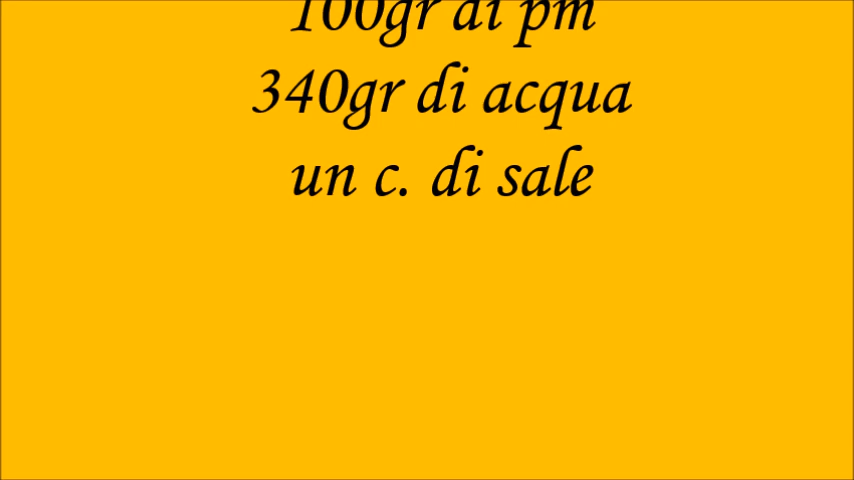 100gr di pm
340gr di acqua
un c. di sale